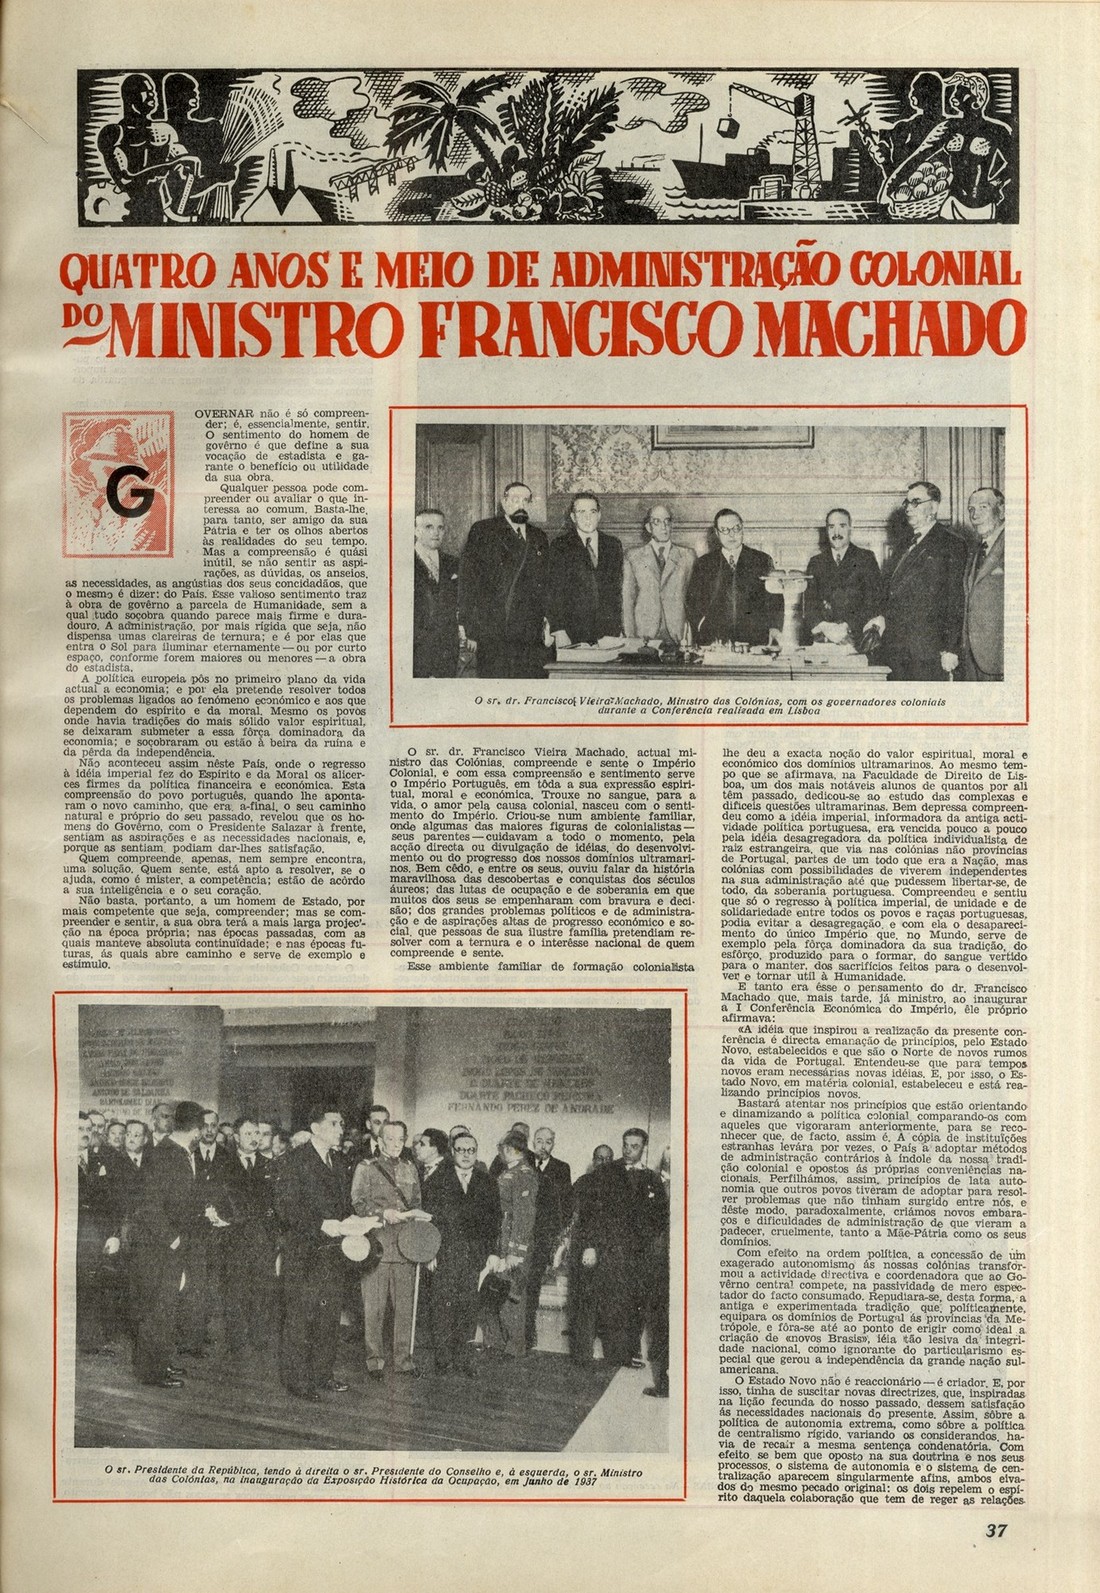 QUATRO ANOS E MEIO DE ADMINISTRAÇÃO COLONIAL
DO MINISTRO FRANCISCO MACHADO
GOVERNAR não é só compreen-
der; é, essencialmente, sentir.
O sentimento do homem de
govêrno é que define a sua
vocação de estadista e ga-
rante o benefício ou utilidade
da sua obra.
Qualquer pessoa pode com-
preender ou avaliar o que in-
teressa ao comum. Basta-lhe,
para tanto, ser amigo da sua
Pátria e ter os olhos abertos
às realidades do seu tempo.
Mas a compreensão é quási
inútil, se não sentir as aspi-
rações, as dúvidas, os anseios,
as necessidades, as angústias dos seus concidadãos, que
o mesmo é dizer: do País. Esse valioso sentimento traz
à obra de govêrno a parcela de Humanidade, sem a
qual tudo soçobra quando parece mais firme e dura-
douro. A administração, por mais rígida que seja, não
dispensa umas clareiras de ternura; e é por elas que
entra o Sol para iluminar eternamente — ou por curto
espaço, conforme forem maiores ou menores — a obra
do estadista.
A política europeia pôs no primeiro plano da vida
actual a economia; e por ela pretende resolver todos
os problemas ligados ao fenómeno económico e aos que
dependem do espírito e da moral. Mesmo os povos
onde havia tradições do mais sólido valor espiritual,
se deixaram submeter a essa fôrça dominadora da
economia; e soçobraram ou estão à beira da ruína e
da pêrda da independência.
Não aconteceu assim nêste País, onde o regresso
à idéia imperial fez do Espírito e da Moral os alicer-
ces firmes da política financeira e económica. Esta
compreensão do povo português, quando lhe aponta-
ram o novo caminho, que era, a-final, o seu caminho
natural e próprio do seu passado, revelou que os ho-
mens do Govêrno, com o Presidente Salazar à frente,
sentiam as aspirações e as necessidades nacionais, e,
porque as sentiam, podiam dar-lhes satisfação.
Quem compreende, apenas, nem sempre encontra,
uma solução. Quem sente, está apto a resolver, se o
ajuda, como é mister, a competência; estão de acôrdo
a sua inteligência e o seu coração.
Não basta, portanto, a um homem de Estado, por
mais competente que seja, compreender; mas se com-
preender e sentir, a sua obra terá a mais larga projec-
ção na época própria; nas épocas passadas, com as
quais manteve absoluta continuïdade; e nas épocas fu-
turas, ás quais abre caminho e serve de exemplo e
estímulo.
O sr. dr. Francisco Vieira Machado, Ministro das Colónias, com os governadores coloniais
durante a Conferência realizada em Lisboa
O sr. dr. Francisco Vieira Machado, actual mi-
nistro das Colónias, compreende e sente o Império
Colonial, e com essa compreensão e sentimento serve
o Império Português, em tôda a sua expressão espiri-
tual, moral e económica. Trouxe no sangue, para a
vida, o amor pela causa colonial, nasceu com o senti-
mento do Império. Criou-se num ambiente familiar,
onde algumas das maiores figuras de colonialistas —
seus parentes — cuidavam a todo o momento, pela
acção directa ou divulgação de idéias, do desenvolvi-
mento ou do progresso dos nossos domínios ultramari-
nos. Bem cêdo, e entre os seus, ouviu falar da história
maravilhosa das descobertas e conquistas dos séculos
áureos; das lutas de ocupação e de soberania em que
muitos dos seus se empenharam com bravura e deci-
são; dos grandes problemas políticos e de administra-
ção e de aspirações altas de progresso económico e so-
cial, que pessoas de sua ilustre família pretendiam re-
solver com a ternura e o interêsse nacional de quem
compreende e sente.
Esse ambiente familiar de formação colonialista
lhe deu a exacta noção do valor espiritual, moral e
económico dos domínios ultramarinos. Ao mesmo tem-
po que se afirmava, na Faculdade de Direito de Lis-
boa, um dos mais notáveis alunos de quantos por ali
têm passado, dedicou-se ao estudo das complexas e
difíceis questões ultramarinas. Bem depressa compreen-
deu como a idéia imperial, informadora da antiga acti-
vidade política portuguesa, era vencida pouco a pouco
pela idéia desagregadora da política individualista de
raiz estrangeira, que via nas colónias não províncias
de Portugal, partes de um todo que era a Nação, mas
colónias com possibilidades de viverem independentes
na sua administração até que pudessem libertar-se, de
todo, da soberania portuguesa. Compreendeu e sentiu
que só o regresso à política imperial, de unidade e de
solidariedade entre todos os povos e raças portuguesas,
podia evitar a desagregação, e com ela o desapareci-
mento do único Império que, no Mundo, serve de
exemplo pela fôrça dominadora da sua tradição, do
esfôrço, produzido para o formar, do sangue vertido
para o manter, dos sacrifícios feitos para o desenvol-
ver e tornar util à Humanidade.
E tanto era êsse o pensamento do dr. Francisco
Machado que, mais tarde, já ministro, ao inaugurar
a I Conferência Económica do Império, êle próprio
afirmava:
«A idéia que inspirou a realização da presente con-
ferência é directa emanação de princípios, pelo Estado
Novo, estabelecidos e que são o Norte de novos rumos
da vida de Portugal. Entendeu-se que para tempos
novos eram necessárias novas idéias. E, por isso, o Es-
tado Novo, em matéria colonial, estabeleceu e está rea-
lizando princípios novos.
Bastará atentar nos princípios que estão orientando
e dinamizando a política colonial, comparando-os com
aqueles que vigoraram anteriormente, para se reco-
nhecer que, de facto, assim é. A cópia de instituïções
estranhas levára por vezes, o País a adoptar métodos
de administração contrários à índole da nossa tradi-
ção colonial e opostos ás próprias conveniências na-
cionais. Perfilhámos, assim, princípios de lata auto-
nomia que outros povos tiveram de adoptar para resol-
ver problemas que não tinham surgido entre nós, e
dêste modo, paradoxalmente, criámos novos embara-
ços e dificuldades de administração de que vieram a
padecer, cruelmente, tanto a Mãe-Pátria como os seus
domínios.
Com efeito na ordem política, a concessão de um
exagerado autonomismo ás nossas colónias transfor-
mou a actividade directiva e coordenadora que ao Go-
vêrno central compete, na passividade de mero espec-
tador do facto consumado. Repudiara-se, desta forma, a
antiga e experimentada tradição, que, políticamente,
equipara os domínios de Portugal ás províncias da Me-
trópole, e fôra-se até ao ponto de erigir como ideal a
criação de «novos Brasis», idéia tão lesiva da integri-
dade nacional, como ignorante do particularismo es-
pecial que gerou a independência da grande nação sul-
americana.
O Estado Novo não é reaccionário — é criador. E, por
isso, tinha de suscitar novas directrizes, que, inspiradas
na lição fecunda do nosso passado, dessem satisfação
ás necessidades nacionais do presente. Assim, sôbre a
política de autonomia extrema, como sôbre a política
de centralismo rígido, variando os considerandos, ha-
via de recair a mesma sentença condenatória. Com
efeito, se bem que oposto na sua doutrina e nos seus
processos, o sistema de autonomia e o sistema de cen-
tralização aparecem singularmente afins, ambos eiva-
dos do mesmo pecado original: os dois repelem o espí-
rito daquela colaboração que tem de reger as relações
DIOGO LOPES DE SEQUEIRA
D. DUARTE DE MENEZES
DUARTE PACHECO PEREIRA
FERNANDO PEREZ DE ANDRADE
O sr. Presidente da República, tendo à direita o sr. Presidente do Conselho e, à esquerda, o sr. Ministro
das Colónias, na inauguração da Exposição Histórica da Ocupação, em Junho de 1937
37